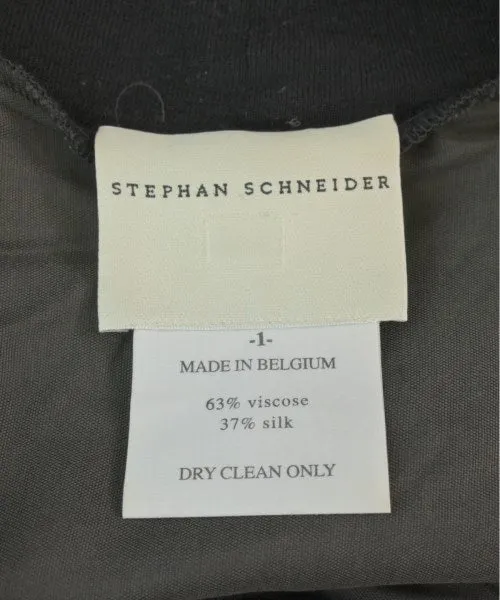 STEPHAN SCHNEIDER
-1-
MADE IN BELGIUM
63% viscose
37% silk
DRY CLEAN ONLY